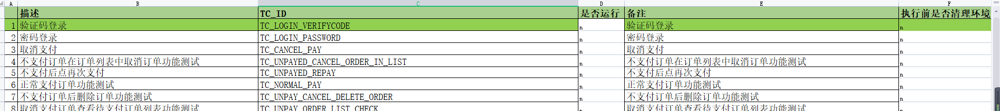 A B C D E F
描述 TC_ID 是否运行 备注 执行前是否清理环境
1 验证码登录 TC_LOGIN_VERIFYCODE n 验证码登录 n
2 密码登录 TC_LOGIN_PASSWORD n 密码登录 n
3 取消支付 TC_CANCEL_PAY n 取消支付 n
4 不支付订单在订单列表中取消订单功能测试 TC_UNPAYED_CANCEL_ORDER_IN_LIST n 不支付订单在订单列表中取消订单功能测试 n
5 不支付后点再次支付 TC_UNPAYED_REPAY n 不支付后点再次支付 n
6 正常支付订单功能测试 TC_NORMAL_PAY n 正常支付订单功能测试 n
7 不支付订单后删除订单功能测试 TC_UNPAY_CANCEL_DELETE_ORDER n 不支付订单后删除订单功能测试 n
8 取消支付订单查看待支付订单列表功能测试 TC_UNPAY_ORDER_LIST_CHECK n 取消支付订单查看待支付订单列表功能测试 n